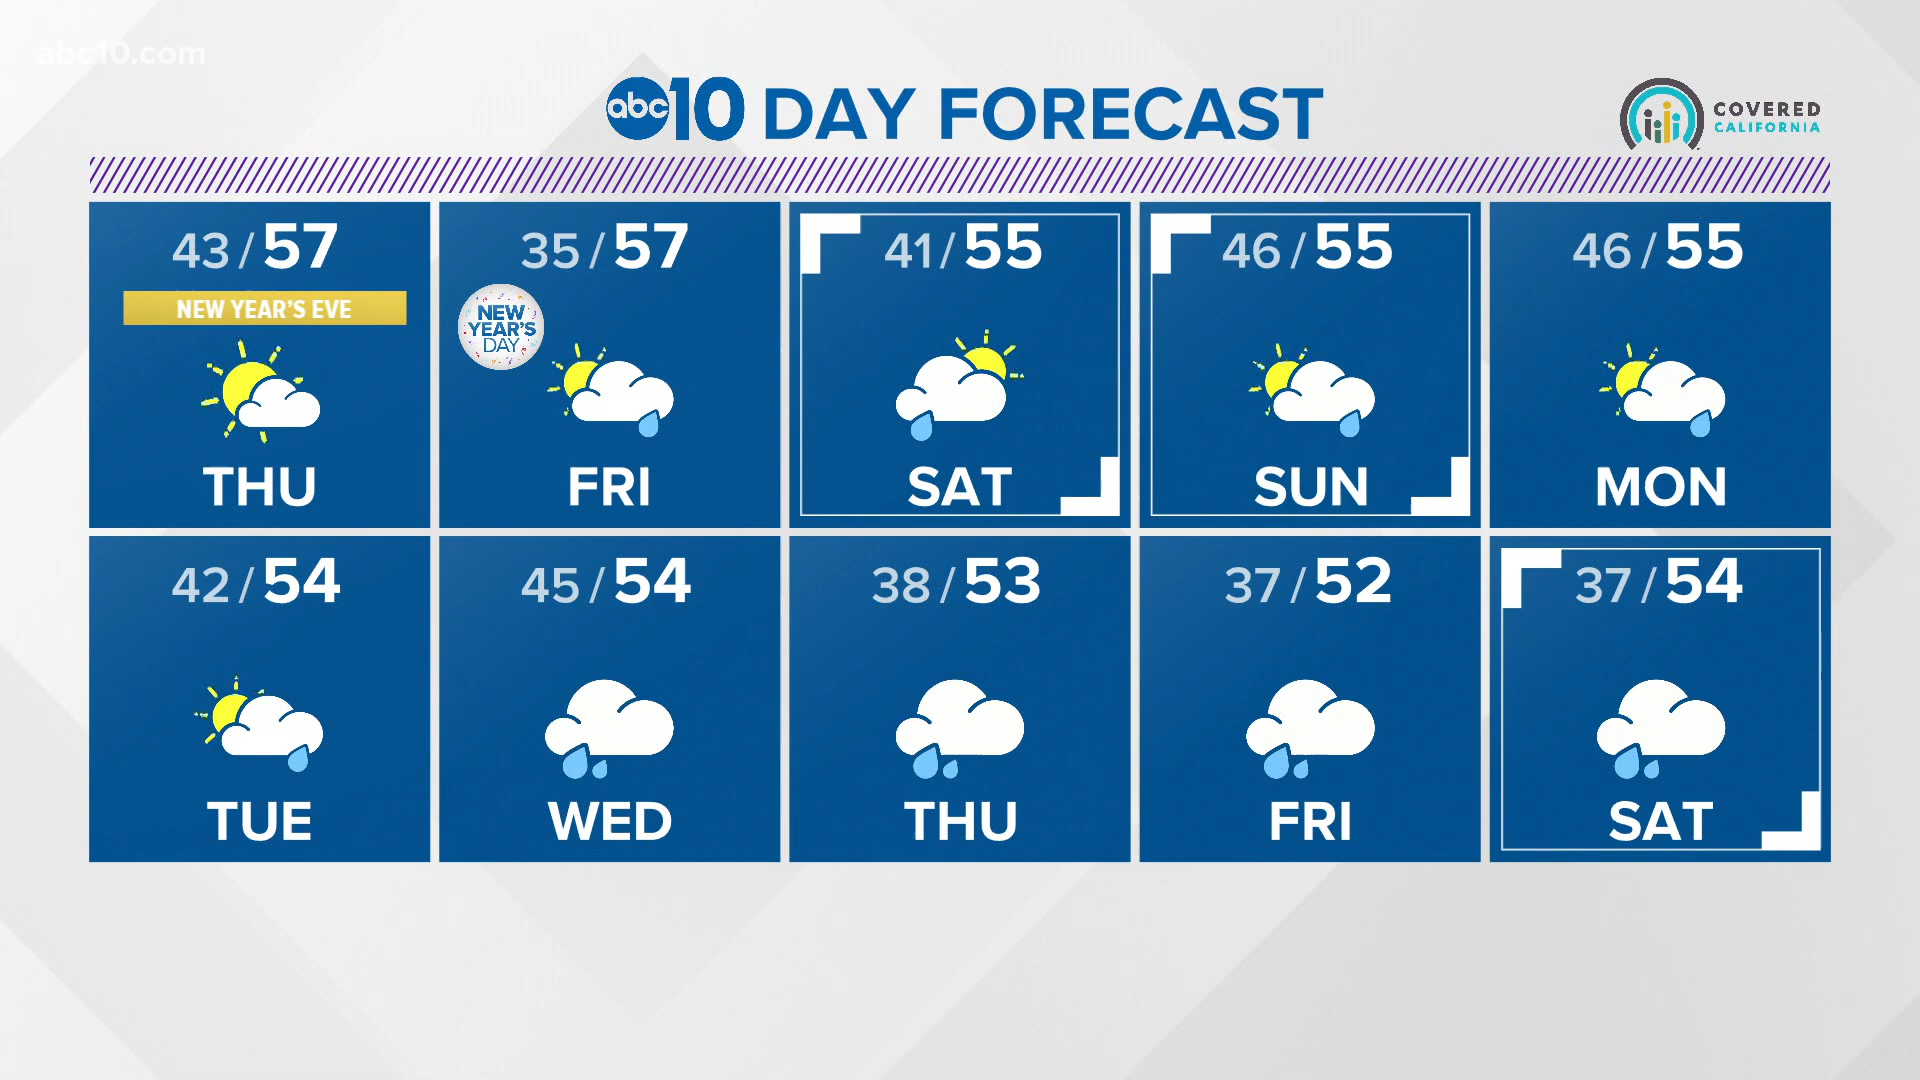 abc10.com
abc10 DAY FORECAST
COVERED
CALIFORNIA
43/57
NEW YEAR'S EVE
THU
35/57
NEW
YEAR'S
DAY
FRI
41/55
SAT
46/55
SUN
46/55
MON
42/54
TUE
45/54
WED
38/53
THU
37/52
FRI
37/54
SAT